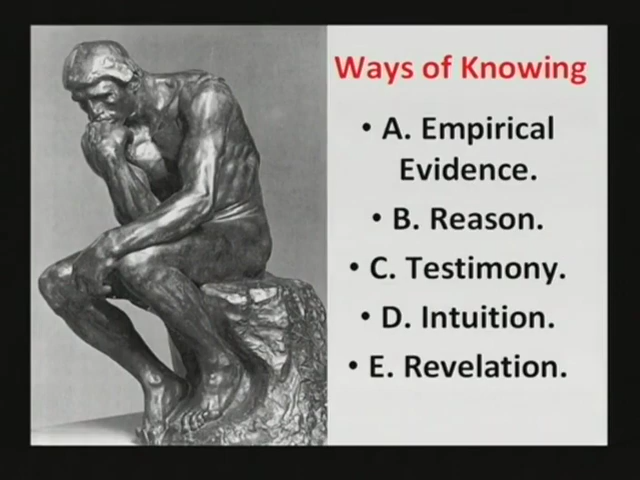 Ways of Knowing
• A. Empirical
Evidence.
• B. Reason.
• C. Testimony.
• D. Intuition.
• E. Revelation.